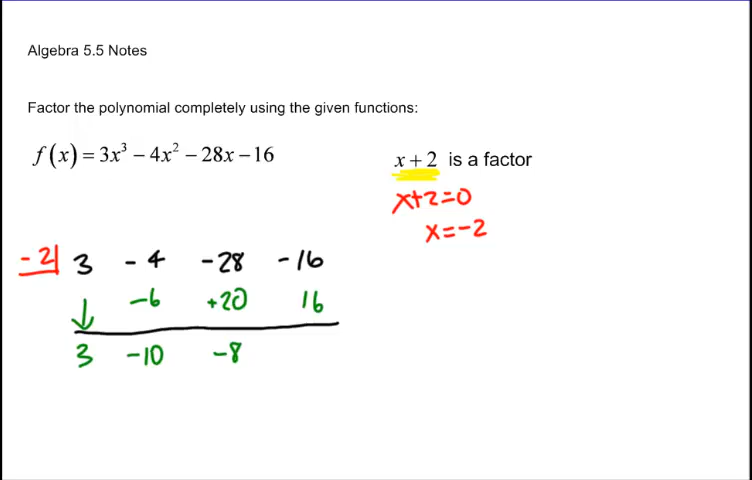 Algebra 5.5 Notes
Factor the polynomial completely using the given functions:
f(x) = 3x³ − 4x² − 28x − 16
x + 2 is a factor
x+2=0
x=-2
-2| 3 -4 -28 -16
↓ -6 +20 16
3 -10 -8